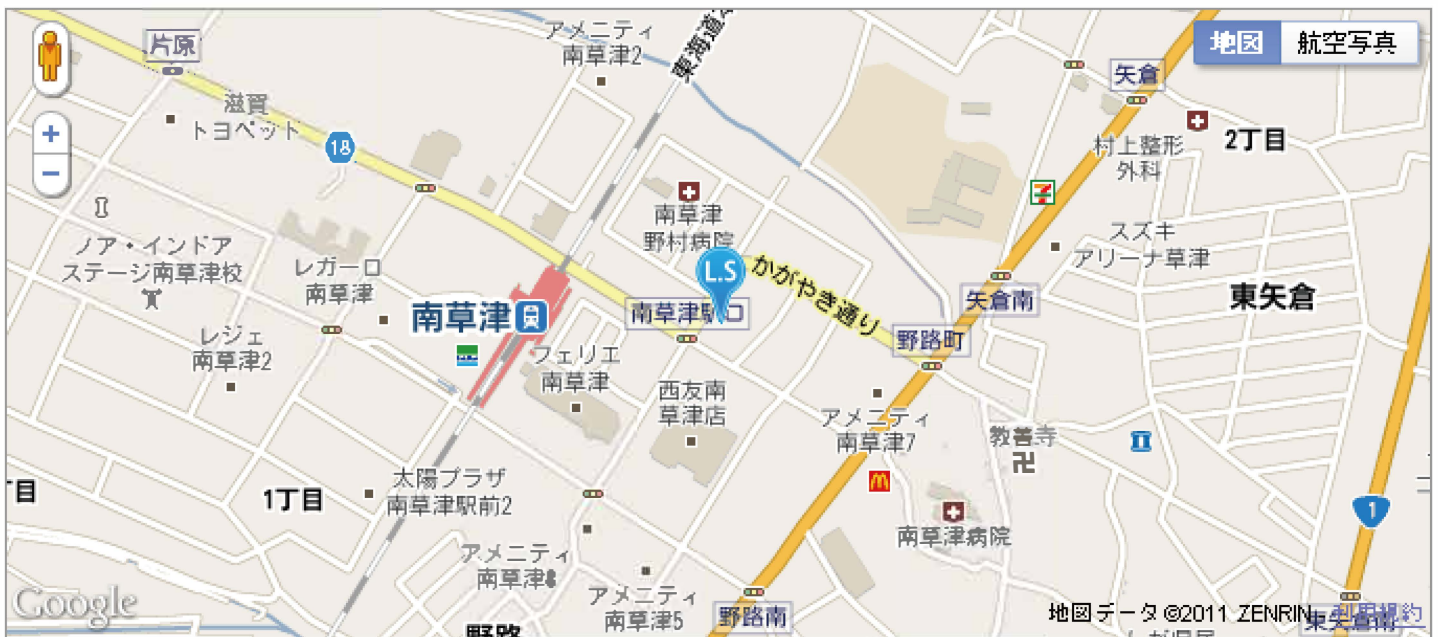 アメニティ
南草津2
東海道本
地図
航空写真
片原
矢倉
滋賀
トヨペット
18
村上整形
外科
2丁目
南草津
野村病院
スズキ
アリーナ草津
ノア・インドア
ステージ南草津校
レガーロ
南草津
L.S
かがやき通り
矢倉南
東矢倉
南草津
南草津駅口
野路町
レジェ
南草津2
フェリエ
南草津
西友南
草津店
アメニティ
南草津7
教善寺
太陽プラザ
南草津駅前2
丁目
1丁目
1
南草津病院
アメニティ
南草津8
アメニティ
南草津5
野路南
Google
野路
地図データ ©2011 ZENRIN
利用規約